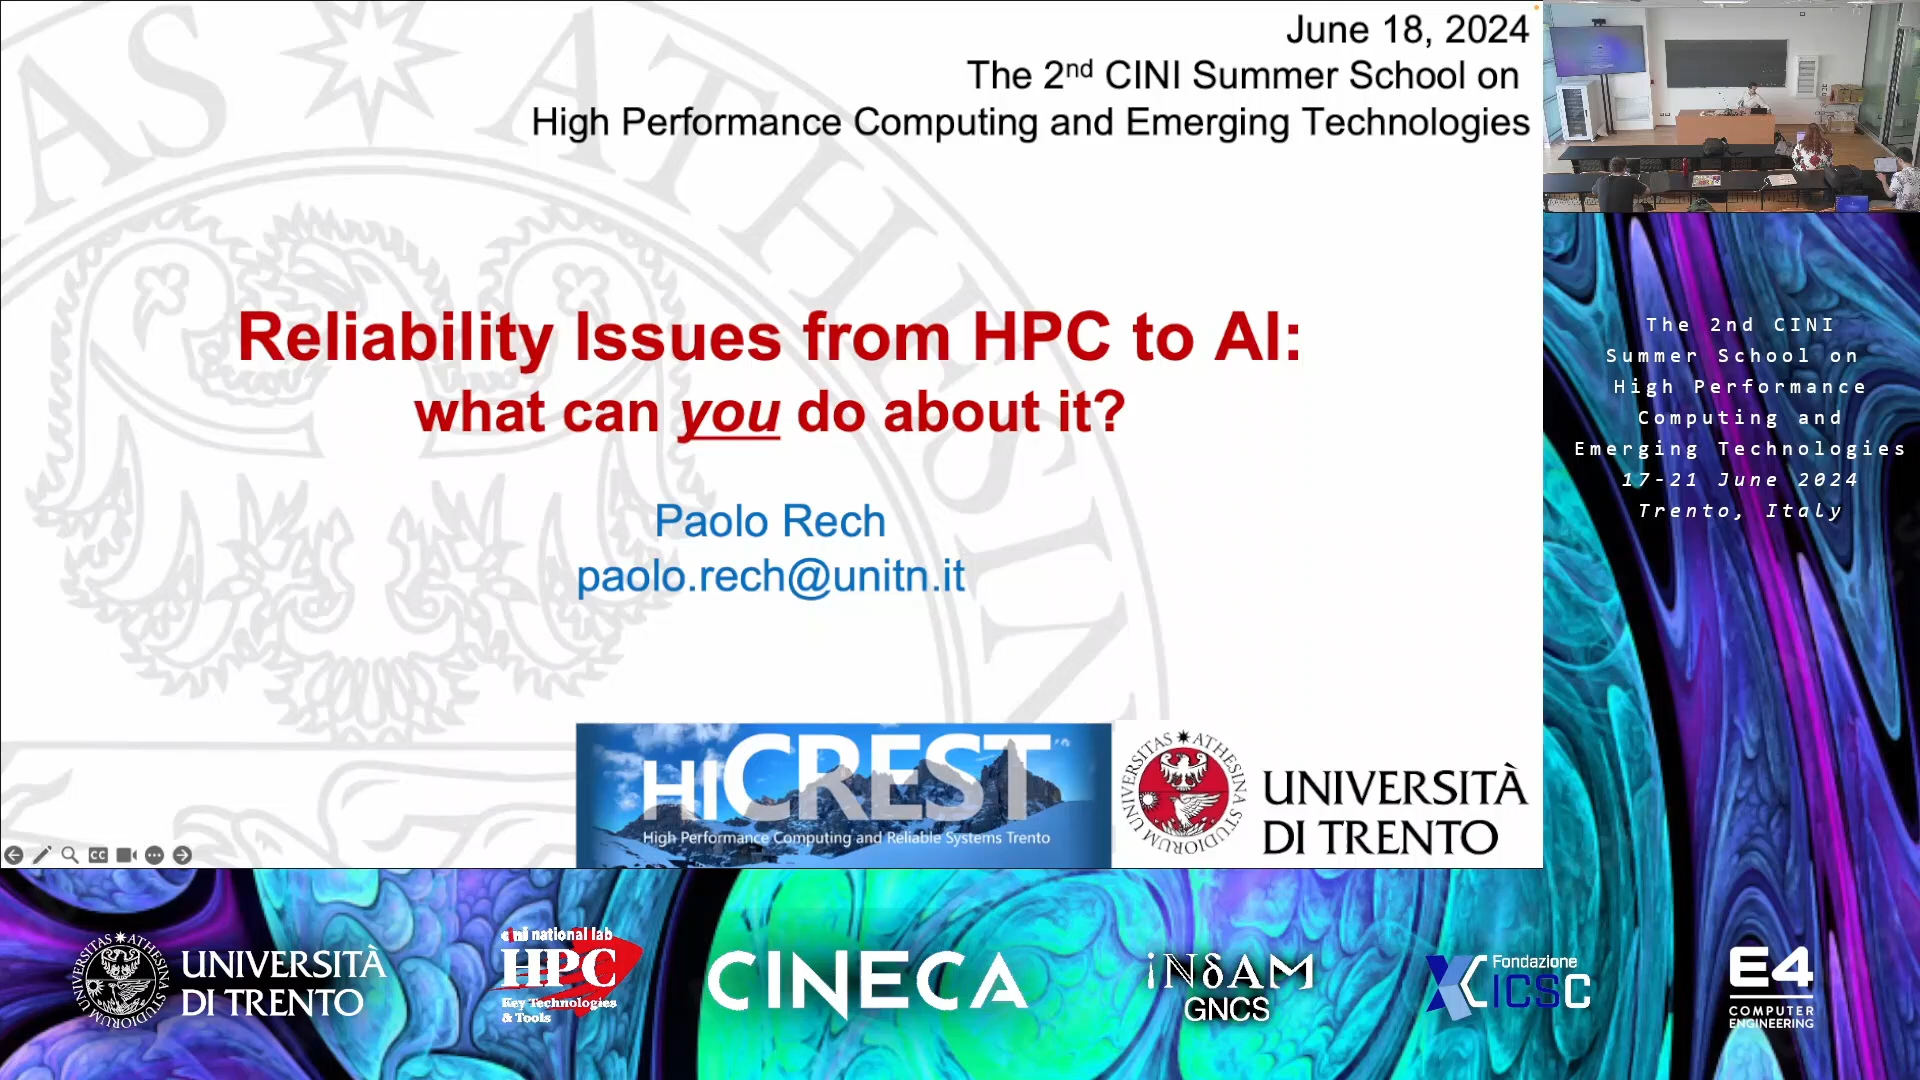 June 18, 2024
The 2nd CINI Summer School on
High Performance Computing and Emerging Technologies
Reliability Issues from HPC to AI:
what can you do about it?
Paolo Rech
paolo.rech@unitn.it
HICREST
High Performance Computing and Reliable Systems Trento
UNIVERSITÀ
DI TRENTO
The 2nd CINI
Summer School on
High Performance
Computing and
Emerging Technologies
17-21 June 2024
Trento, Italy
UNIVERSITÀ
DI TRENTO
cini national lab
HPC
Key Technologies
& Tools
CINECA
iNδAM
GNCS
Fondazione
ICSC
E4
COMPUTER
ENGINEERING